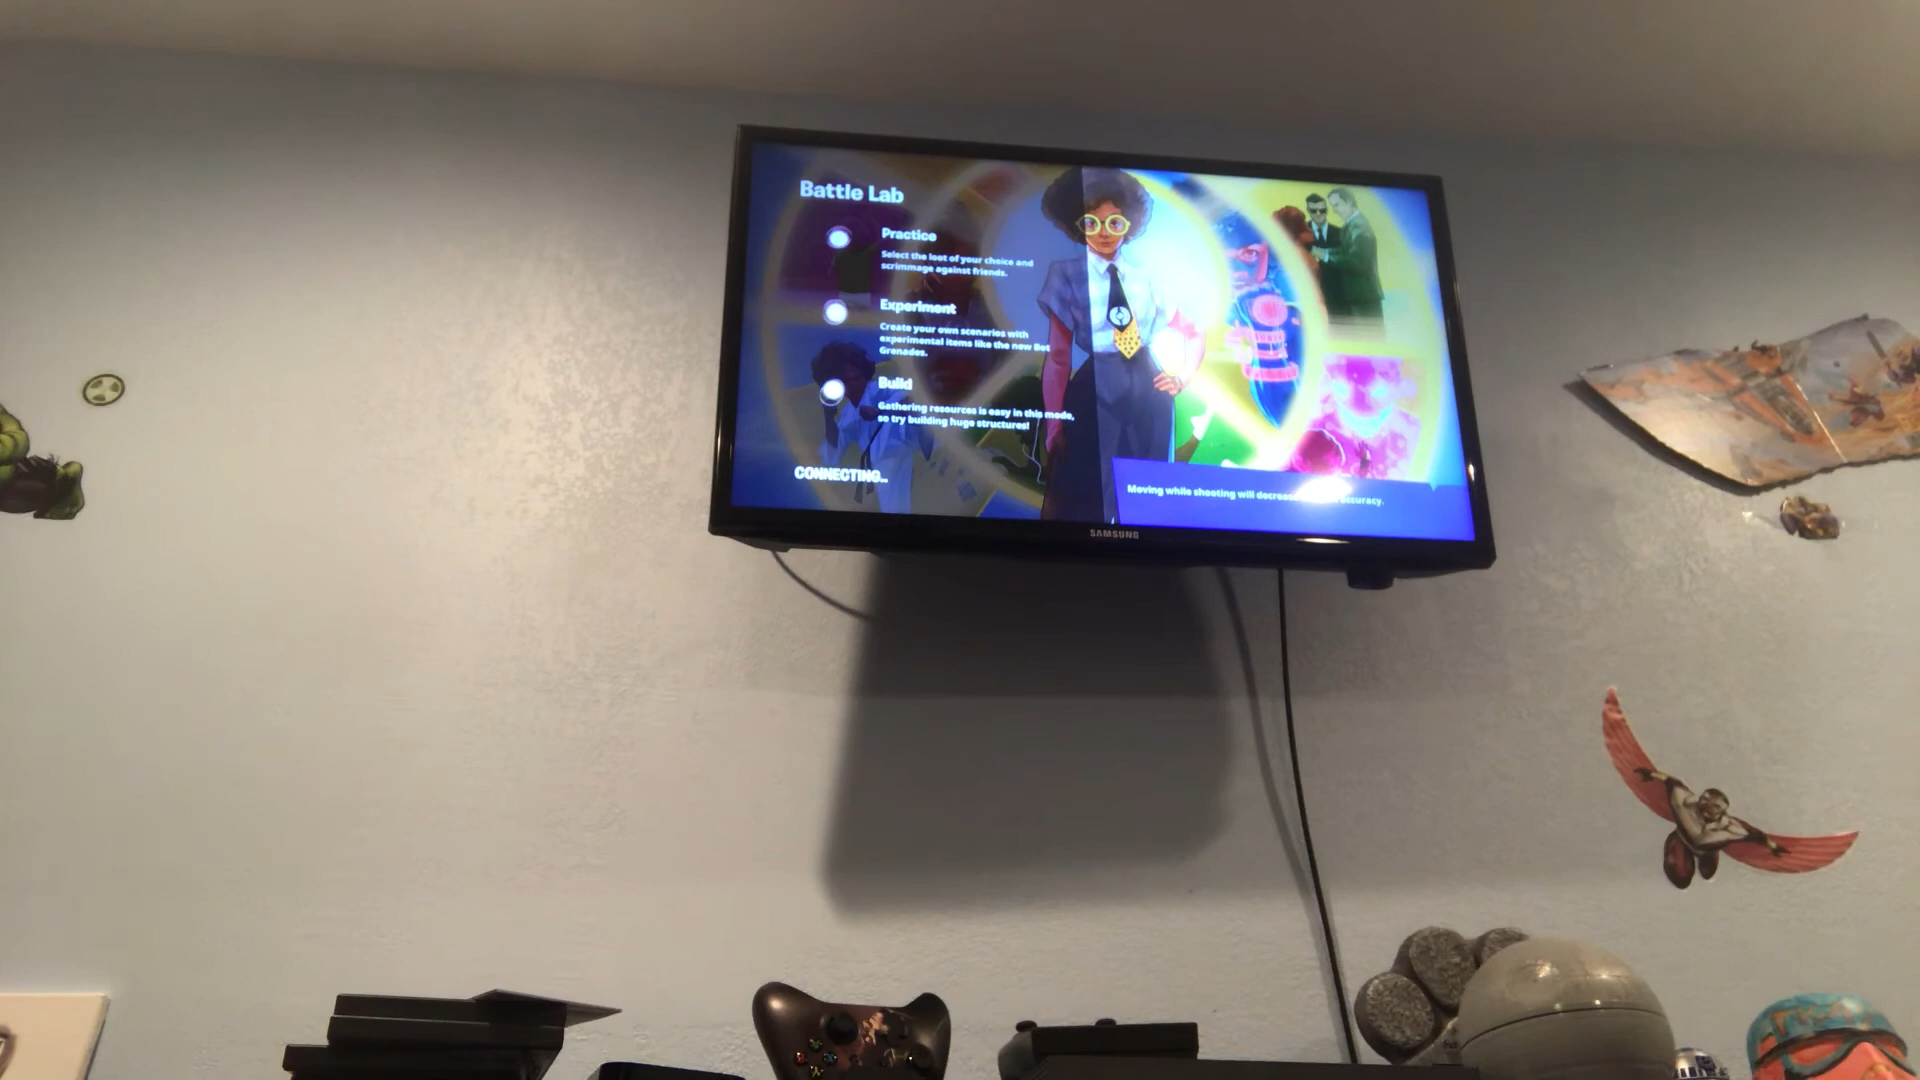 Battle Lab
Practice
Select the loot of your choice and
scrimmage against friends.
Experiment
Create your own scenarios with
experimental items like the new Bot
Grenades.
Build
Gathering resources is easy in this mode,
so try building huge structures!
CONNECTING..
Moving while shooting will decrease accuracy.
SAMSUNG